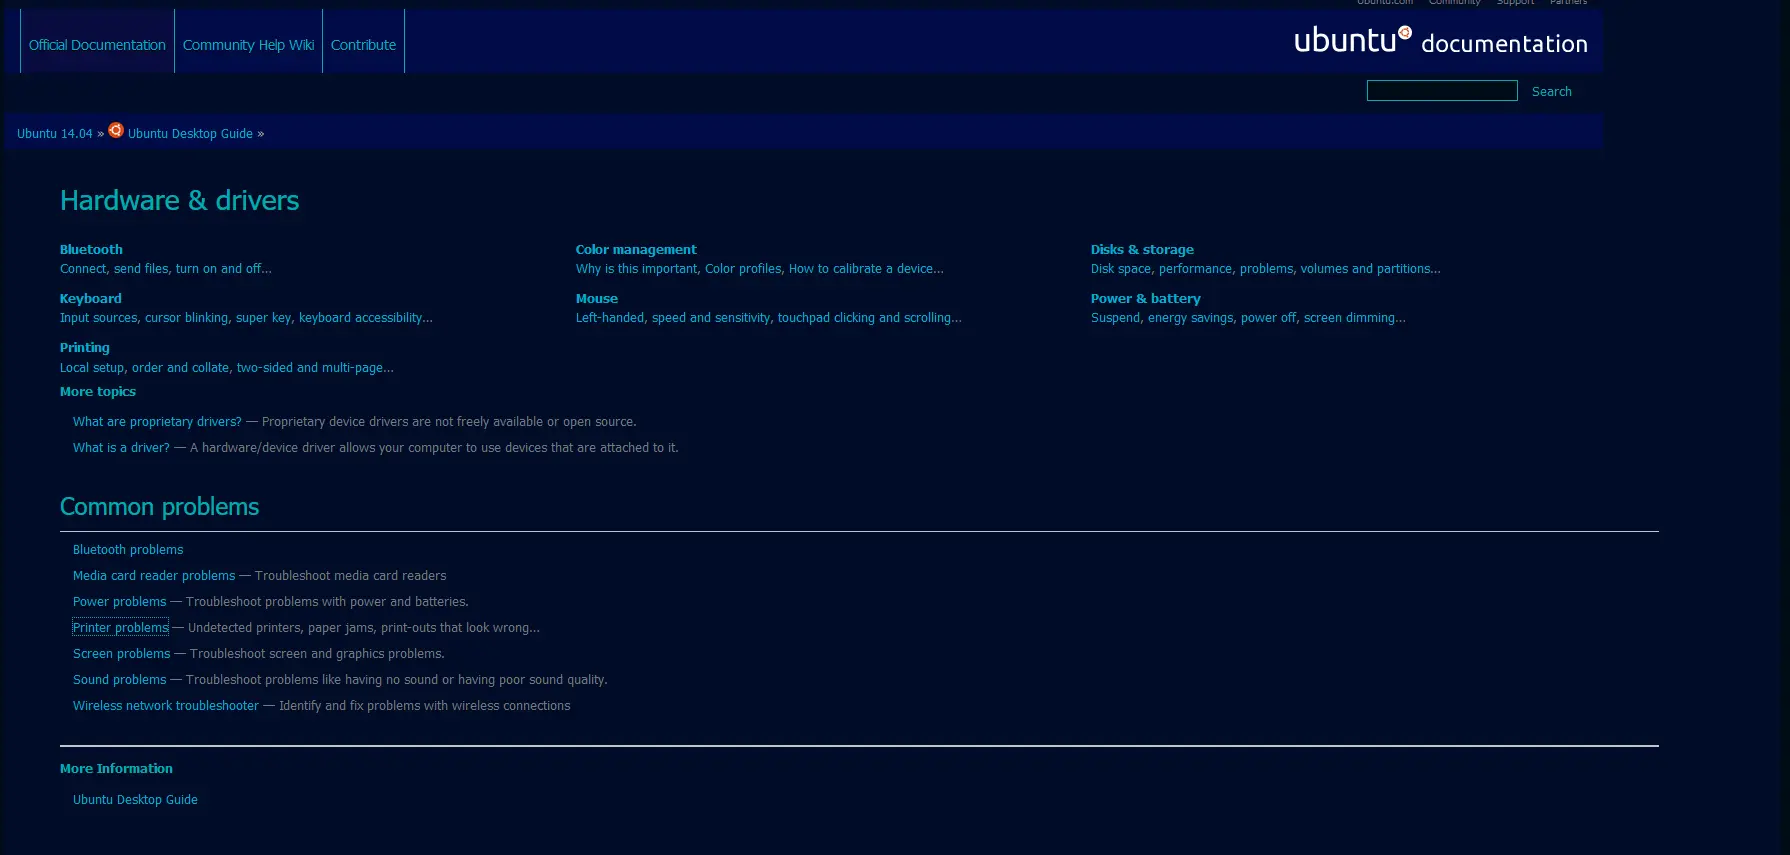 Ubuntu.com Community Support Partners
Official Documentation Community Help Wiki Contribute
ubuntu documentation
Search
Ubuntu 14.04 » Ubuntu Desktop Guide »
Hardware & drivers
Bluetooth
Connect, send files, turn on and off...
Color management
Why is this important, Color profiles, How to calibrate a device...
Disks & storage
Disk space, performance, problems, volumes and partitions...
Keyboard
Input sources, cursor blinking, super key, keyboard accessibility...
Mouse
Left-handed, speed and sensitivity, touchpad clicking and scrolling...
Power & battery
Suspend, energy savings, power off, screen dimming...
Printing
Local setup, order and collate, two-sided and multi-page...
More topics
What are proprietary drivers? — Proprietary device drivers are not freely available or open source.
What is a driver? — A hardware/device driver allows your computer to use devices that are attached to it.
Common problems
Bluetooth problems
Media card reader problems — Troubleshoot media card readers
Power problems — Troubleshoot problems with power and batteries.
Printer problems — Undetected printers, paper jams, print-outs that look wrong...
Screen problems — Troubleshoot screen and graphics problems.
Sound problems — Troubleshoot problems like having no sound or having poor sound quality.
Wireless network troubleshooter — Identify and fix problems with wireless connections
More Information
Ubuntu Desktop Guide